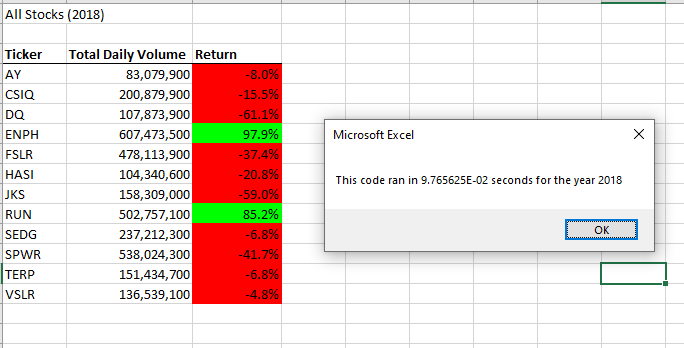 All Stocks (2018)
Ticker Total Daily Volume Return
AY 83,079,900 -8.0%
CSIQ 200,879,900 -15.5%
DQ 107,873,900 -61.1%
ENPH 607,473,500 97.9%
FSLR 478,113,900 -37.4%
HASI 104,340,600 -20.8%
JKS 158,309,000 -59.0%
RUN 502,757,100 85.2%
SEDG 237,212,300 -6.8%
SPWR 538,024,300 -41.7%
TERP 151,434,700 -6.8%
VSLR 136,539,100 -4.8%
Microsoft Excel
This code ran in 9.765625E-02 seconds for the year 2018
OK